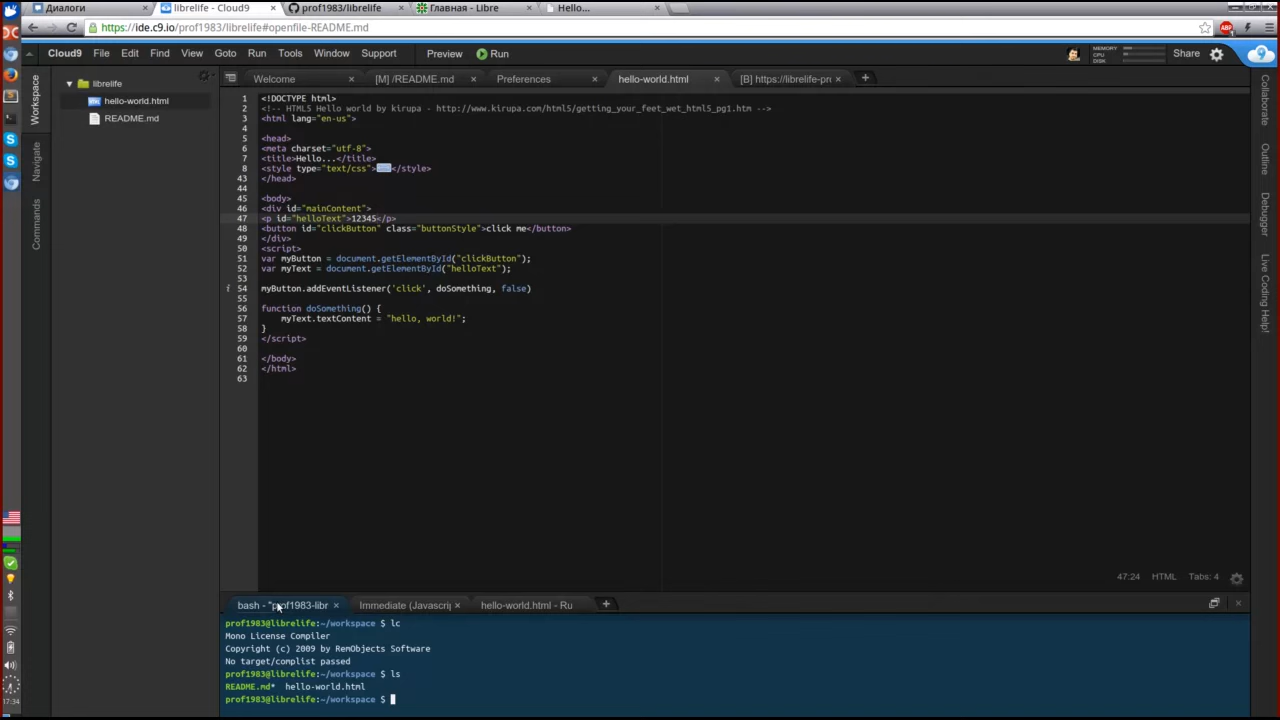 Диалоги
librelife - Cloud9
prof1983/librelife
Главная - Libre
Hello...
https://ide.c9.io/prof1983/librelife#openfile-README.md
Cloud9 File Edit Find View Goto Run Tools Window Support Preview Run
MEMORY
CPU
DISK
Share
Workspace
Navigate
Commands
librelife
hello-world.html
README.md
Welcome
[M] /README.md
Preferences
hello-world.html
[B] https://librelife-pro
1 <!DOCTYPE html>
2 <!-- HTML5 Hello world by kirupa - http://www.kirupa.com/html5/getting_your_feet_wet_html5_pg1.htm -->
3 <html lang="en-us">
4
5 <head>
6 <meta charset="utf-8">
7 <title>Hello...</title>
8 <style type="text/css"></style>
43 </head>
44
45 <body>
46 <div id="mainContent">
47 <p id="helloText">12345</p>
48 <button id="clickButton" class="buttonStyle">click me</button>
49 </div>
50 <script>
51 var myButton = document.getElementById("clickButton");
52 var myText = document.getElementById("helloText");
53
i 54 myButton.addEventListener('click', doSomething, false)
55
56 function doSomething() {
57 myText.textContent = "hello, world!";
58 }
59 </script>
60
61 </body>
62 </html>
63
47:24 HTML Tabs: 4
Collaborate
Outline
Debugger
Live Coding Help!
bash - "prof1983-libr
Immediate (Javascrip
hello-world.html - Ru
prof1983@librelife:~/workspace $ lc
Mono License Compiler
Copyright (c) 2009 by RemObjects Software
No target/complist passed
prof1983@librelife:~/workspace $ ls
README.md* hello-world.html
prof1983@librelife:~/workspace $
17:34